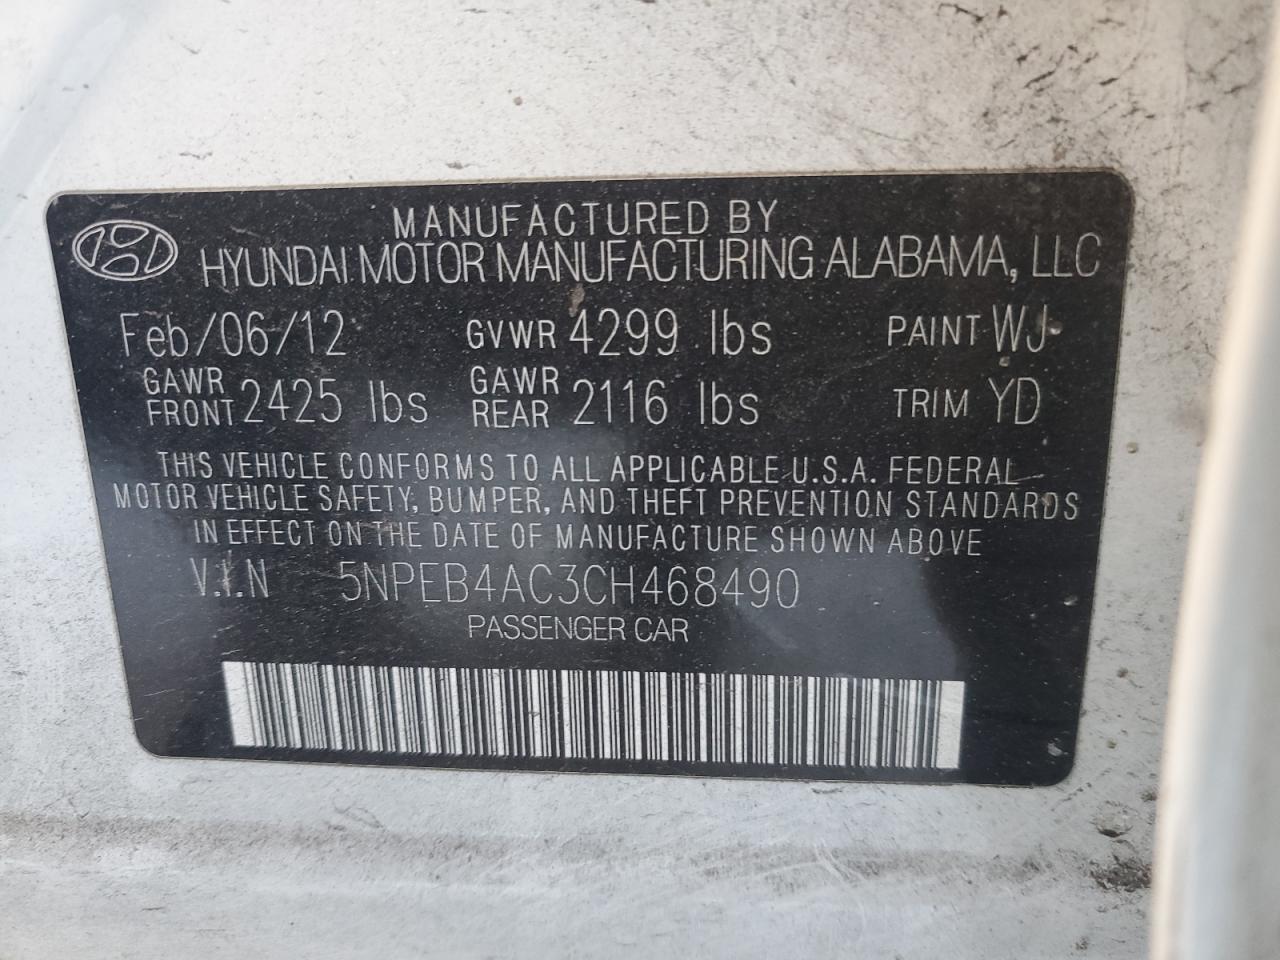 MANUFACTURED BY
HYUNDAI MOTOR MANUFACTURING ALABAMA, LLC
Feb/06/12 GVWR 4299 lbs PAINT WJ
GAWR FRONT 2425 lbs GAWR REAR 2116 lbs TRIM YD
THIS VEHICLE CONFORMS TO ALL APPLICABLE U.S.A. FEDERAL
MOTOR VEHICLE SAFETY, BUMPER, AND THEFT PREVENTION STANDARDS
IN EFFECT ON THE DATE OF MANUFACTURE SHOWN ABOVE
V.I.N 5NPEB4AC3CH468490
PASSENGER CAR